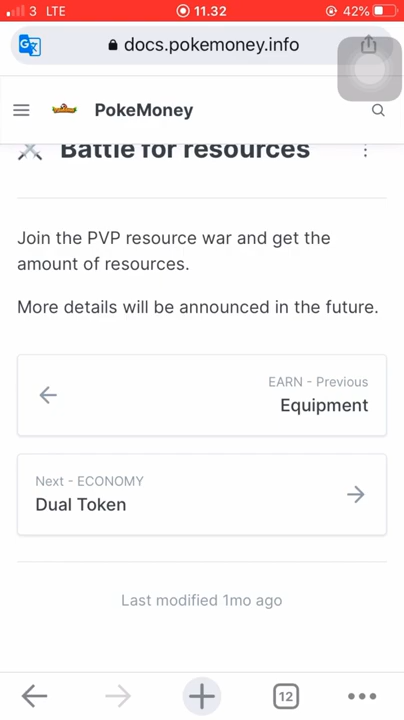 3 LTE 11.32 42%
docs.pokemoney.info
PokeMoney
Battle for resources
Join the PVP resource war and get the
amount of resources.
More details will be announced in the future.
EARN - Previous
Equipment
Next - ECONOMY
Dual Token
Last modified 1mo ago
12